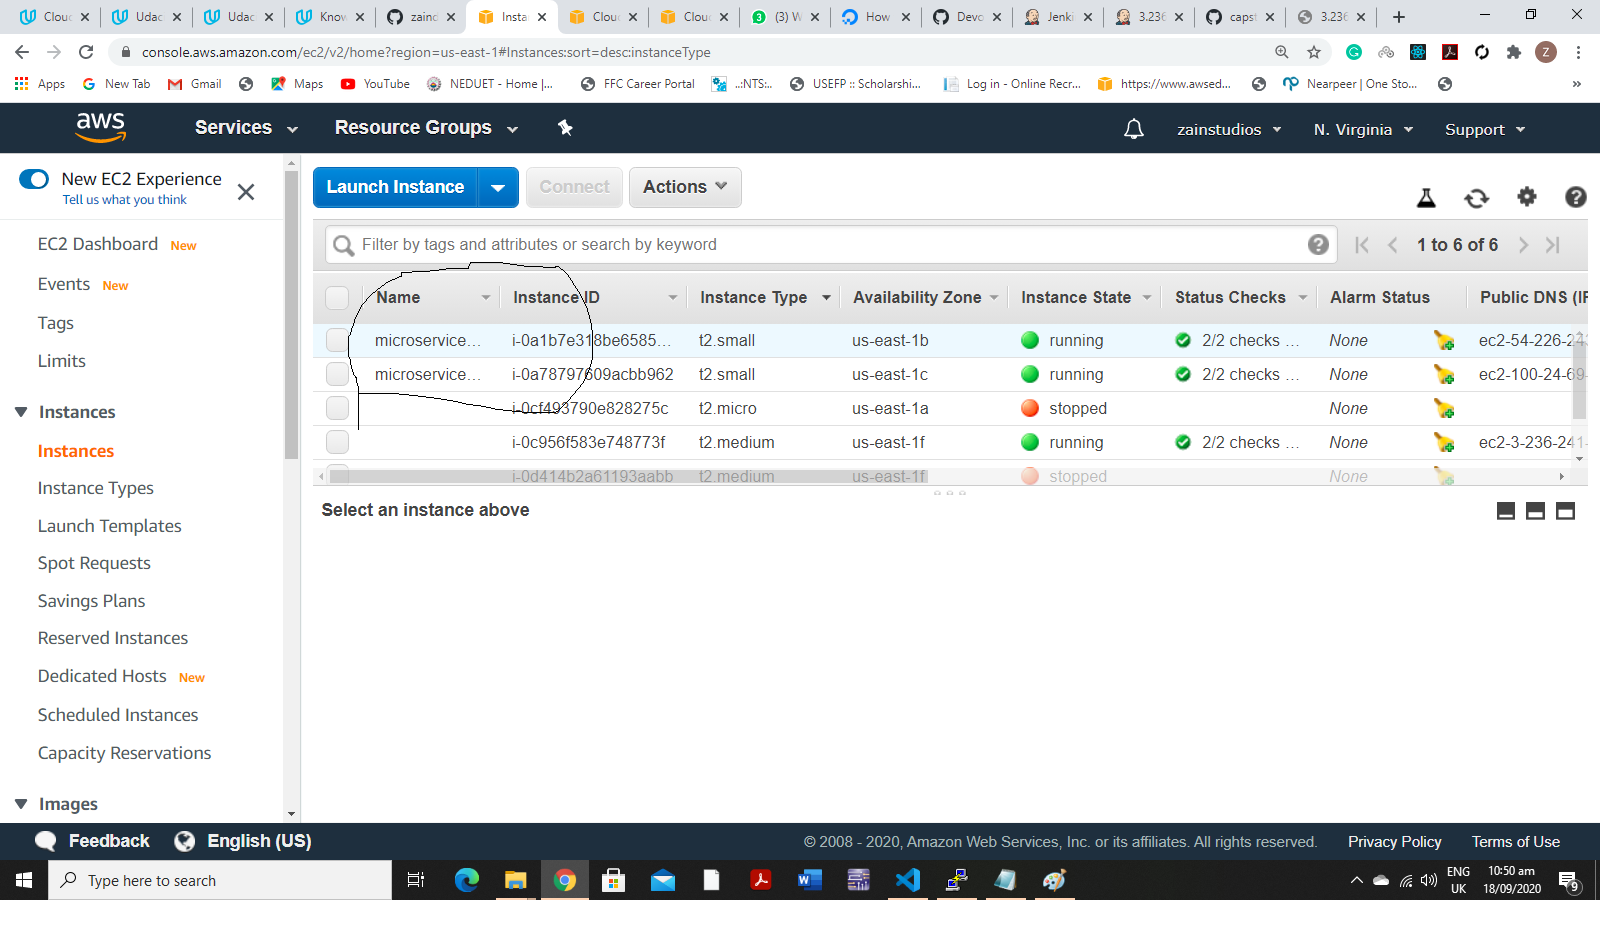 Clou
Udac
Udac
Know
zaino
Insta
Clou
Clou
(3) W
How
Devo
Jenki
3.236
capst
3.236
console.aws.amazon.com/ec2/v2/home?region=us-east-1#Instances:sort=desc:instanceType
Z
Apps New Tab Gmail Maps YouTube NEDUET - Home |... FFC Career Portal ..:NTS:.. USEFP :: Scholarshi... Log in - Online Recr... https://www.awsed... Nearpeer | One Sto... »
aws Services Resource Groups zainstudios N. Virginia Support
New EC2 Experience
Tell us what you think
EC2 Dashboard New
Events New
Tags
Limits
Instances
Instances
Instance Types
Launch Templates
Spot Requests
Savings Plans
Reserved Instances
Dedicated Hosts New
Scheduled Instances
Capacity Reservations
Images
Launch Instance Connect Actions
Filter by tags and attributes or search by keyword 1 to 6 of 6
Name Instance ID Instance Type Availability Zone Instance State Status Checks Alarm Status Public DNS (IP
microservice... i-0a1b7e318be6585... t2.small us-east-1b running 2/2 checks ... None ec2-54-226-243
microservice... i-0a78797609acbb962 t2.small us-east-1c running 2/2 checks ... None ec2-100-24-69-
i-0cf493790e828275c t2.micro us-east-1a stopped None
i-0c956f583e748773f t2.medium us-east-1f running 2/2 checks ... None ec2-3-236-241-
i-0d414b2a61193aabb t2.medium us-east-1f stopped None
Select an instance above
Feedback English (US) © 2008 - 2020, Amazon Web Services, Inc. or its affiliates. All rights reserved. Privacy Policy Terms of Use
Type here to search
ENG
UK
10:50 am
18/09/2020
9